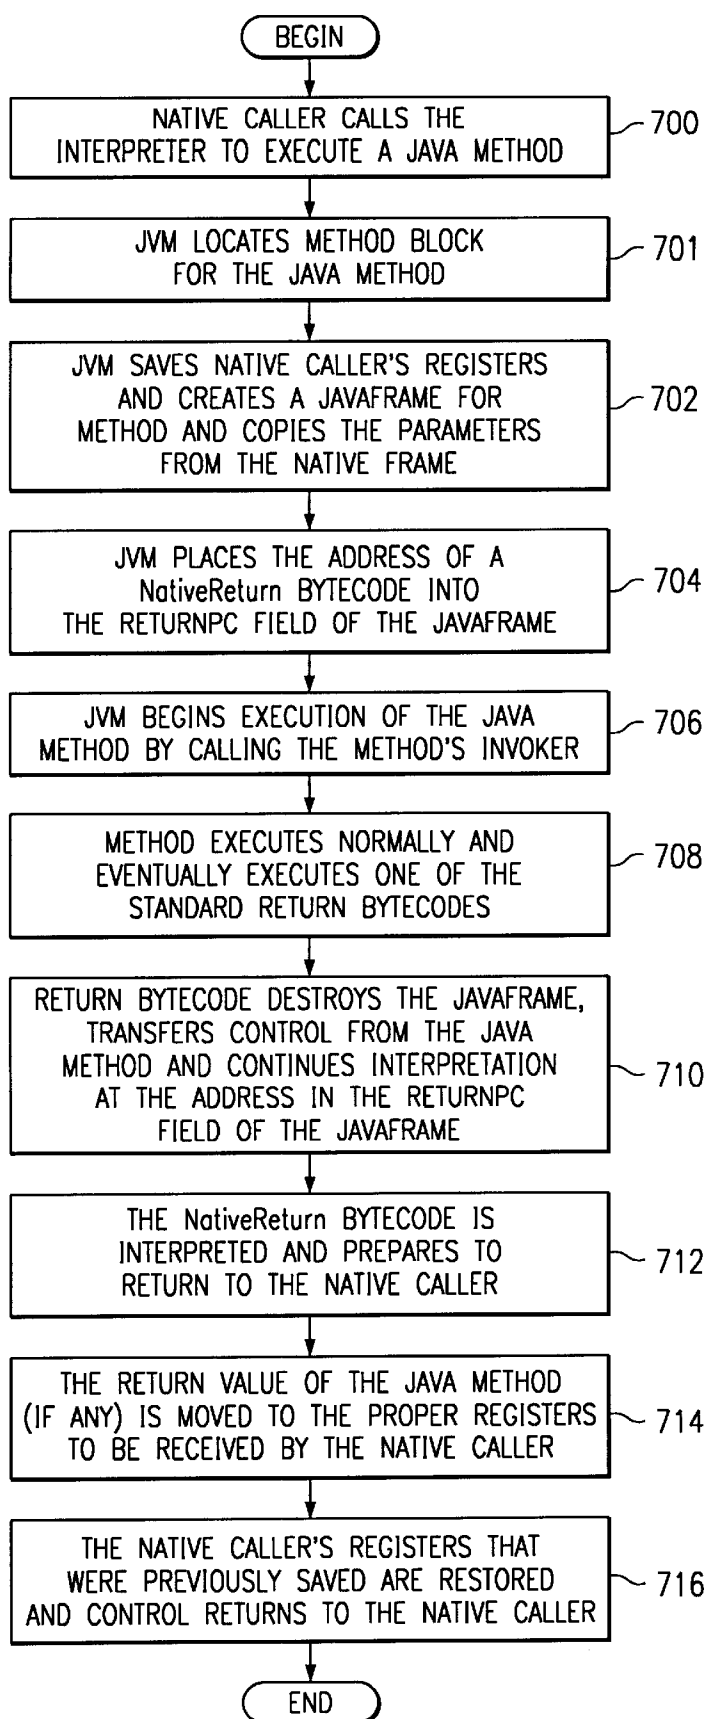 BEGIN
NATIVE CALLER CALLS THE
INTERPRETER TO EXECUTE A JAVA METHOD
700
JVM LOCATES METHOD BLOCK
FOR THE JAVA METHOD
701
JVM SAVES NATIVE CALLER'S REGISTERS
AND CREATES A JAVAFRAME FOR
METHOD AND COPIES THE PARAMETERS
FROM THE NATIVE FRAME
702
JVM PLACES THE ADDRESS OF A
NativeReturn BYTECODE INTO
THE RETURNPC FIELD OF THE JAVAFRAME
704
JVM BEGINS EXECUTION OF THE JAVA
METHOD BY CALLING THE METHOD'S INVOKER
706
METHOD EXECUTES NORMALLY AND
EVENTUALLY EXECUTES ONE OF THE
STANDARD RETURN BYTECODES
708
RETURN BYTECODE DESTROYS THE JAVAFRAME,
TRANSFERS CONTROL FROM THE JAVA
METHOD AND CONTINUES INTERPRETATION
AT THE ADDRESS IN THE RETURNPC
FIELD OF THE JAVAFRAME
710
THE NativeReturn BYTECODE IS
INTERPRETED AND PREPARES TO
RETURN TO THE NATIVE CALLER
712
THE RETURN VALUE OF THE JAVA METHOD
(IF ANY) IS MOVED TO THE PROPER REGISTERS
TO BE RECEIVED BY THE NATIVE CALLER
714
THE NATIVE CALLER'S REGISTERS THAT
WERE PREVIOUSLY SAVED ARE RESTORED
AND CONTROL RETURNS TO THE NATIVE CALLER
716
END